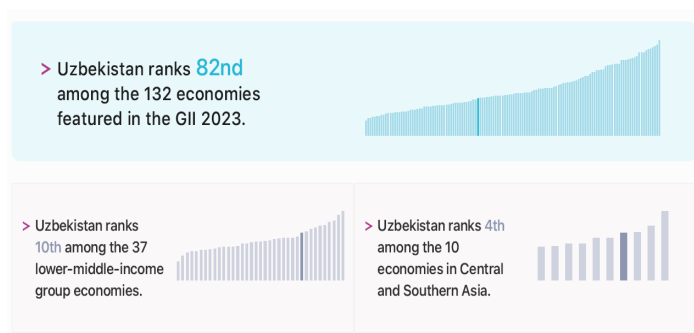 > Uzbekistan ranks 82nd
among the 132 economies
featured in the GII 2023.
> Uzbekistan ranks
10th among the 37
lower-middle-income
group economies.
> Uzbekistan ranks 4th
among the 10
economies in Central
and Southern Asia.